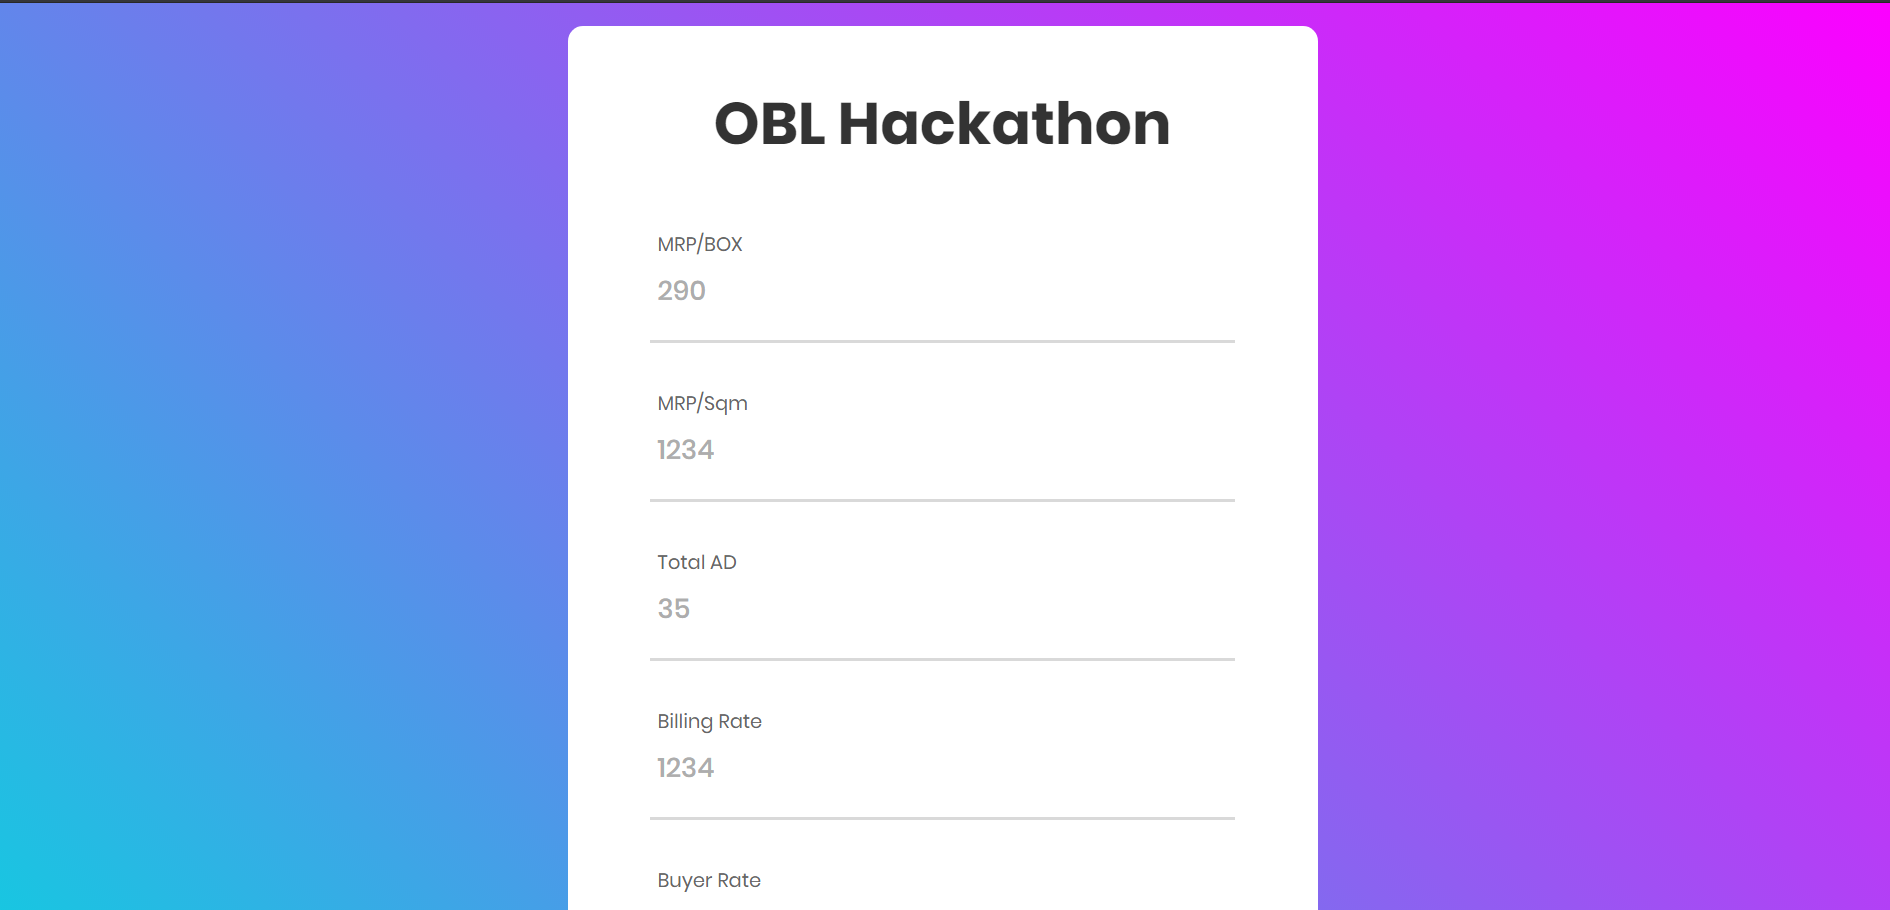 OBL Hackathon
MRP/BOX
290
MRP/Sqm
1234
Total AD
35
Billing Rate
1234
Buyer Rate